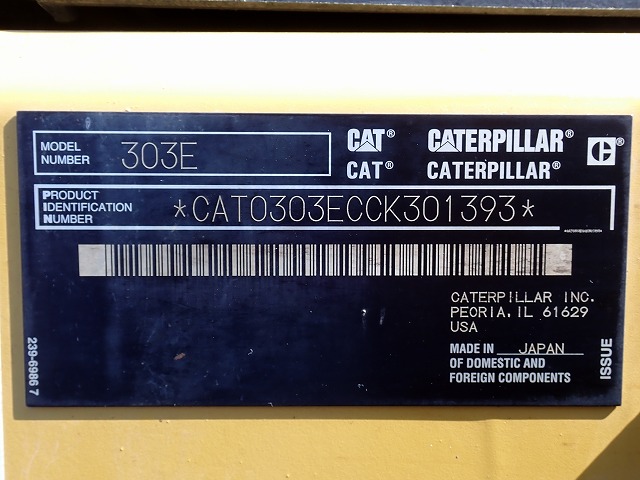 MODEL NUMBER 303E
CAT® CATERPILLAR®
CAT® CATERPILLAR®
C ®
PRODUCT IDENTIFICATION NUMBER *CAT0303ECCK301393*
CATERPILLAR INC.
PEORIA, IL 61629
USA
MADE IN JAPAN
OF DOMESTIC AND
FOREIGN COMPONENTS
ISSUE
239-6986 7